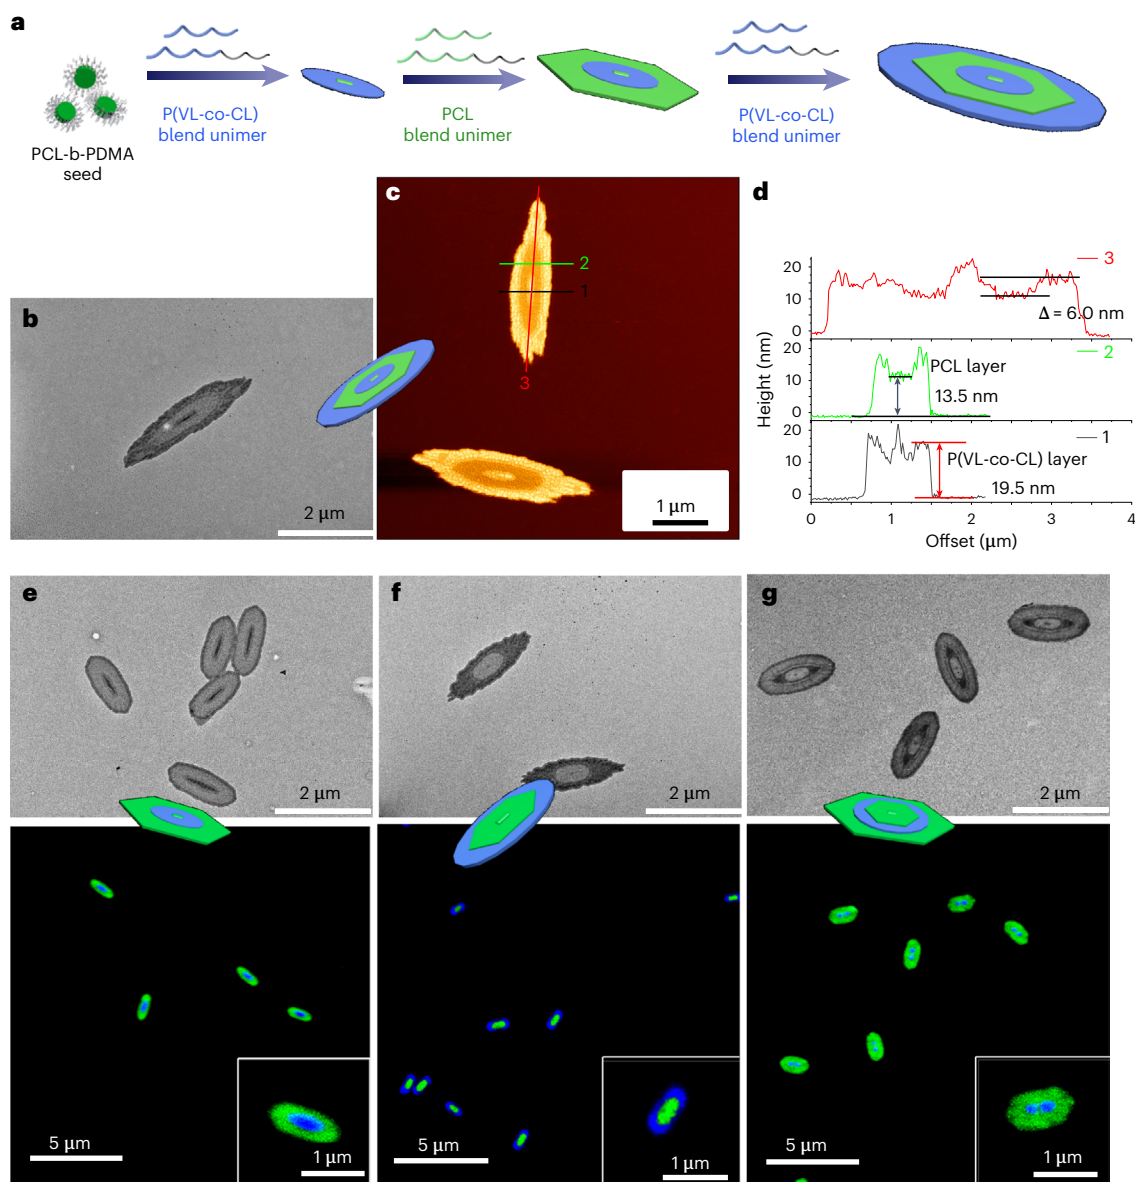 a
PCL-b-PDMA
seed
P(VL-co-CL)
blend unimer
PCL
blend unimer
P(VL-co-CL)
blend unimer
b
2 μm
c
2
1
3
1 μm
d
Height (nm)
20
10
0
3
Δ = 6.0 nm
20
10
0
2
PCL layer
13.5 nm
20
10
0
1
P(VL-co-CL) layer
19.5 nm
0 1 2 3 4
Offset (μm)
e
2 μm
f
2 μm
g
2 μm
5 μm
1 μm
5 μm
1 μm
5 μm
1 μm